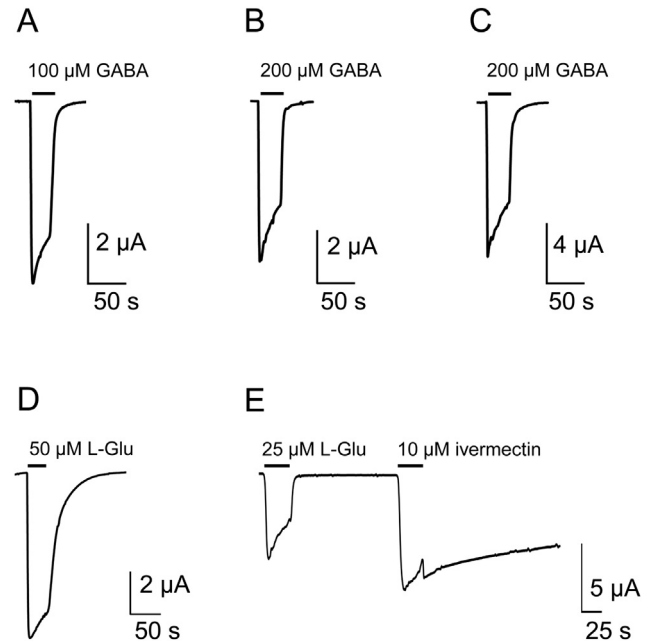 A
B
C
100 µM GABA
200 µM GABA
200 µM GABA
2 µA
2 µA
4 µA
50 s
50 s
50 s
D
E
50 µM L-Glu
25 µM L-Glu
10 µM ivermectin
2 µA
5 µA
50 s
25 s